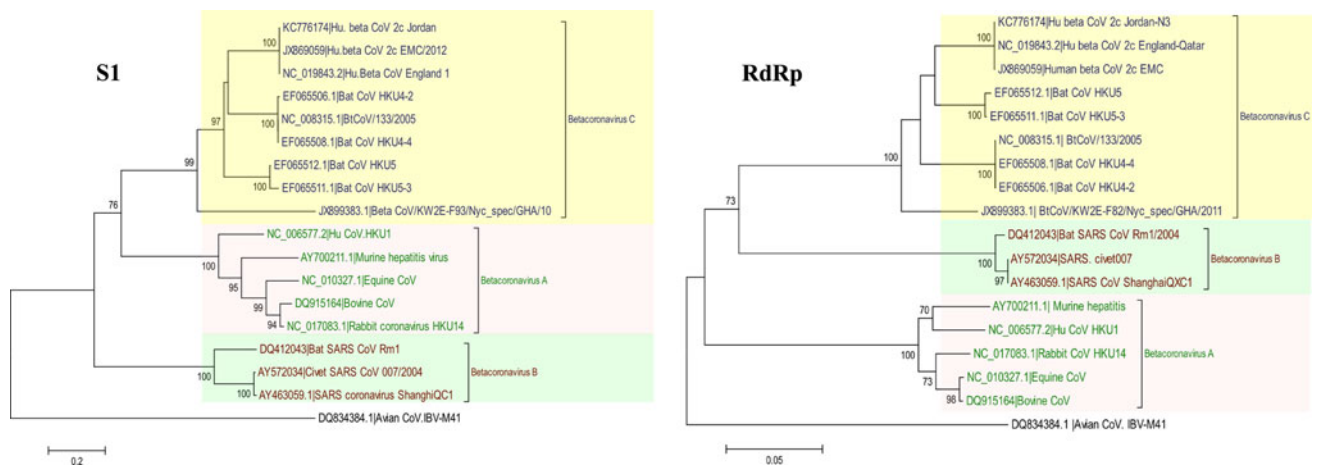 S1
KC776174|Hu. beta CoV 2c Jordan
100
JX869059|Hu.beta CoV 2c EMC/2012
NC_019843.2|Hu.Beta CoV England 1
EF065506.1|Bat CoV HKU4-2
97
NC_008315.1|BtCoV/133/2005
100
EF065508.1|Bat CoV HKU4-4
99
EF065512.1|Bat CoV HKU5
100
EF065511.1|Bat CoV HKU5-3
JX899383.1|Beta CoV/KW2E-F93/Nyc_spec/GHA/10
Betacoronavirus C
76
NC_006577.2|Hu CoV.HKU1
100
AY700211.1|Murine hepatitis virus
95
NC_010327.1|Equine CoV
99
DQ915164|Bovine CoV
94
NC_017083.1|Rabbit coronavirus HKU14
Betacoronavirus A
DQ412043|Bat SARS CoV Rm1
100
AY572034|Civet SARS CoV 007/2004
100
AY463059.1|SARS coronavirus ShanghiQC1
Betacoronavirus B
DQ834384.1|Avian CoV.IBV-M41
0.2
RdRp
KC776174|Hu. beta CoV 2c Jordan-N3
100
NC_019843.2|Hu beta CoV 2c England-Qatar
JX869059|Human beta CoV 2c EMC
EF065512.1|Bat CoV HKU5
100
EF065511.1|Bat CoV HKU5-3
NC_008315.1| BtCoV/133/2005
100
100
EF065508.1|Bat CoV HKU4-4
EF065506.1|Bat CoV HKU4-2
JX899383.1| BtCoV/KW2E-F82/Nyc_spec/GHA/2011
Betacoronavirus C
73
DQ412043|Bat SARS CoV Rm1/2004
100
AY572034|SARS. civet007
97
AY463059.1|SARS CoV ShanghaiQXC1
Betacoronavirus B
AY700211.1| Murine hepatitis
70
NC_006577.2|Hu CoV HKU1
100
NC_017083.1|Rabbit CoV HKU14
73
NC_010327.1|Equine CoV
98
DQ915164|Bovine CoV
Betacoronavirus A
DQ834384.1 |Avian CoV. IBV-M41
0.05